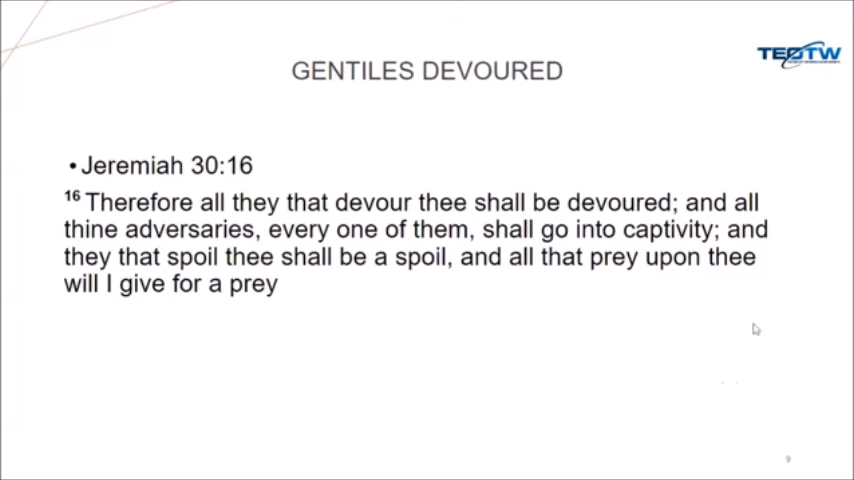 TEOTW
GENTILES DEVOURED
• Jeremiah 30:16
16 Therefore all they that devour thee shall be devoured; and all
thine adversaries, every one of them, shall go into captivity; and
they that spoil thee shall be a spoil, and all that prey upon thee
will I give for a prey
9